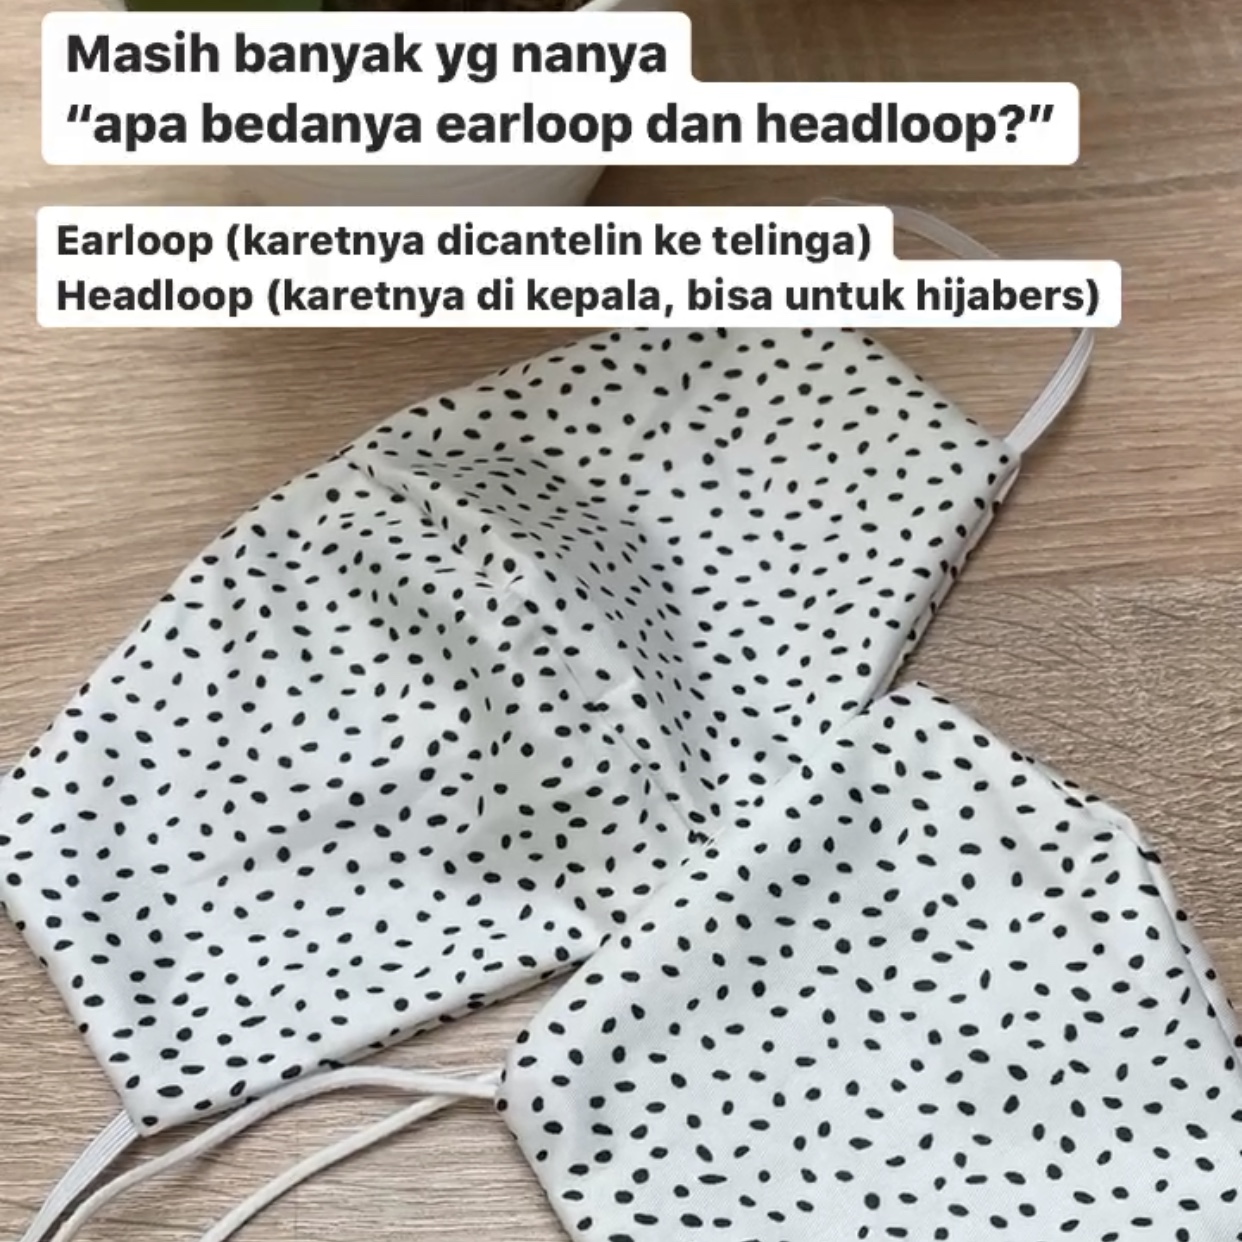 Masih banyak yg nanya
“apa bedanya earloop dan headloop?”
Earloop (karetnya dicantelin ke telinga)
Headloop (karetnya di kepala, bisa untuk hijabers)